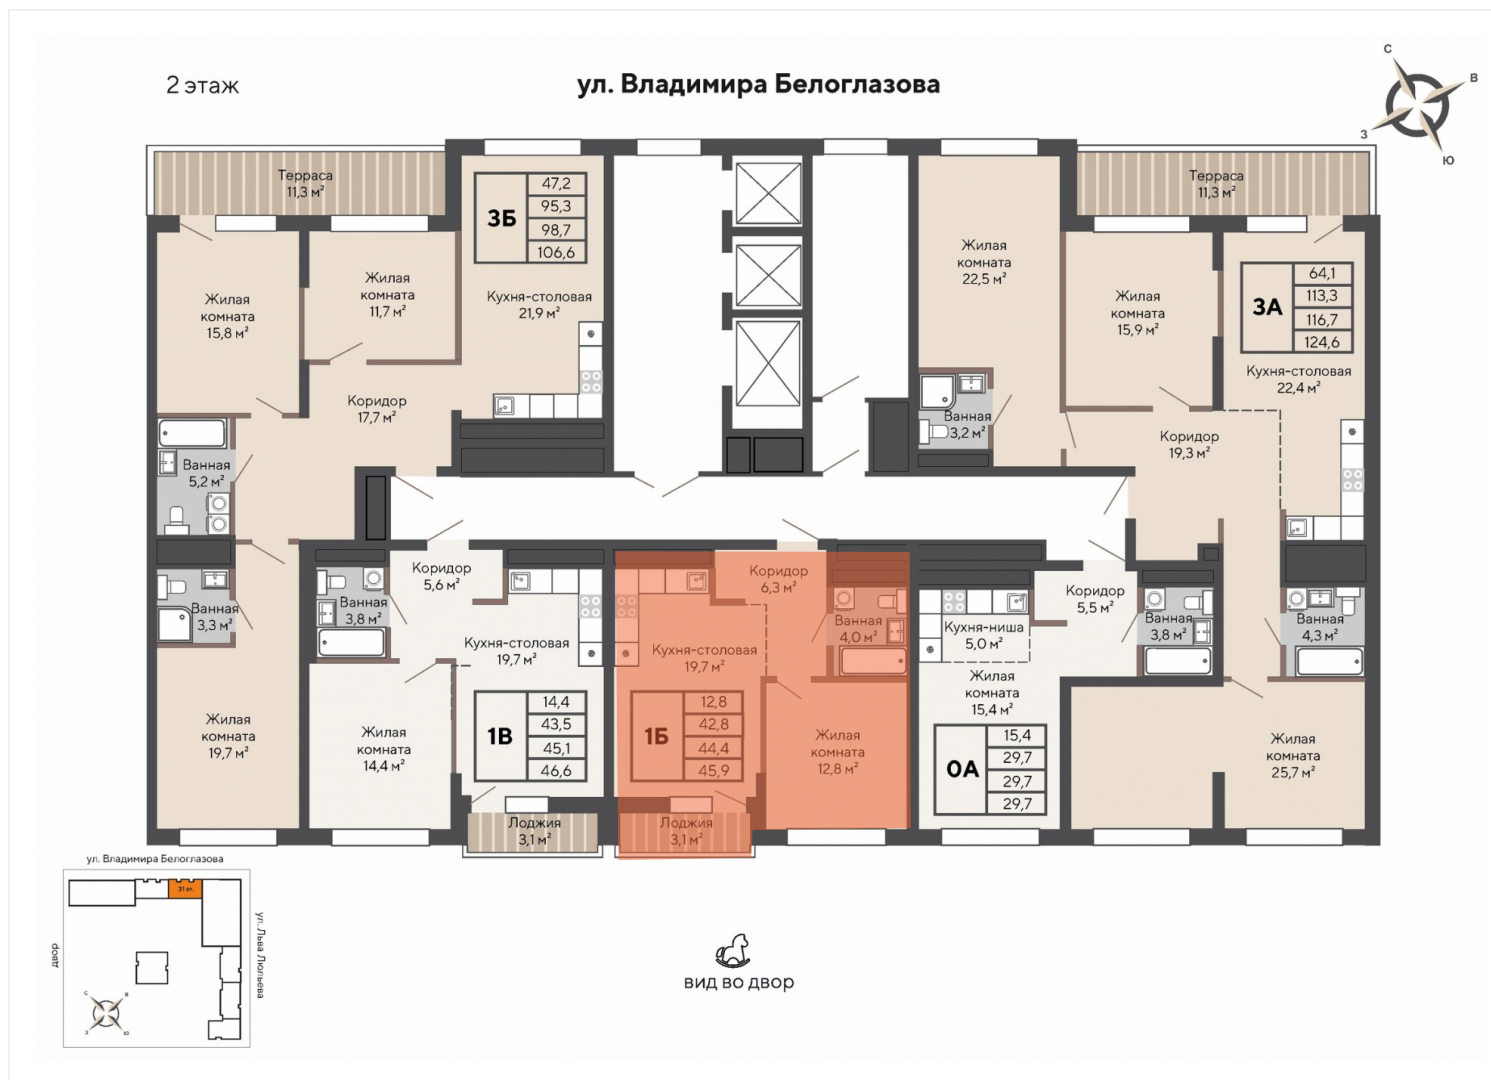 2 этаж
ул. Владимира Белоглазова
С
В
З
Ю
Терраса
11,3 м²
3Б
47,2
95,3
98,7
106,6
Жилая
комната
15,8 м²
Жилая
комната
11,7 м²
Кухня-столовая
21,9 м²
Коридор
17,7 м²
Ванная
5,2 м²
Ванная
3,3 м²
Жилая
комната
19,7 м²
Терраса
11,3 м²
Жилая
комната
22,5 м²
Жилая
комната
15,9 м²
3А
64,1
113,3
116,7
124,6
Кухня-столовая
22,4 м²
Ванная
3,2 м²
Коридор
19,3 м²
Ванная
4,3 м²
Жилая
комната
25,7 м²
Коридор
5,6 м²
Ванная
3,8 м²
Кухня-столовая
19,7 м²
Жилая
комната
14,4 м²
1В
14,4
43,5
45,1
46,6
Лоджия
3,1 м²
Коридор
6,3 м²
Ванная
4,0 м²
Кухня-столовая
19,7 м²
1Б
12,8
42,8
44,4
45,9
Жилая
комната
12,8 м²
Лоджия
3,1 м²
Коридор
5,5 м²
Кухня-ниша
5,0 м²
Ванная
3,8 м²
Жилая
комната
15,4 м²
0А
15,4
29,7
29,7
29,7
ул. Владимира Белоглазова
31 эт.
двор
ул. Льва Люльева
С
В
З
Ю
вид во двор